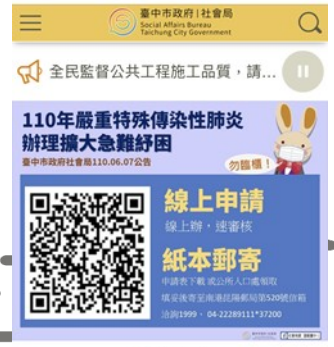 臺中市政府|社會局
Social Affairs Bureau
Taichung City Government
全民監督公共工程施工品質,請...
110年嚴重特殊傳染性肺炎
辦理擴大急難紓困
臺中市政府社會局110.06.07公告
勿臨櫃!
線上申請
線上辦,速審核
紙本郵寄
申請表下載 或公所人口處領取
填妥後寄至南港昆陽郵局第520號信箱
洽詢1999、04-22289111*37200